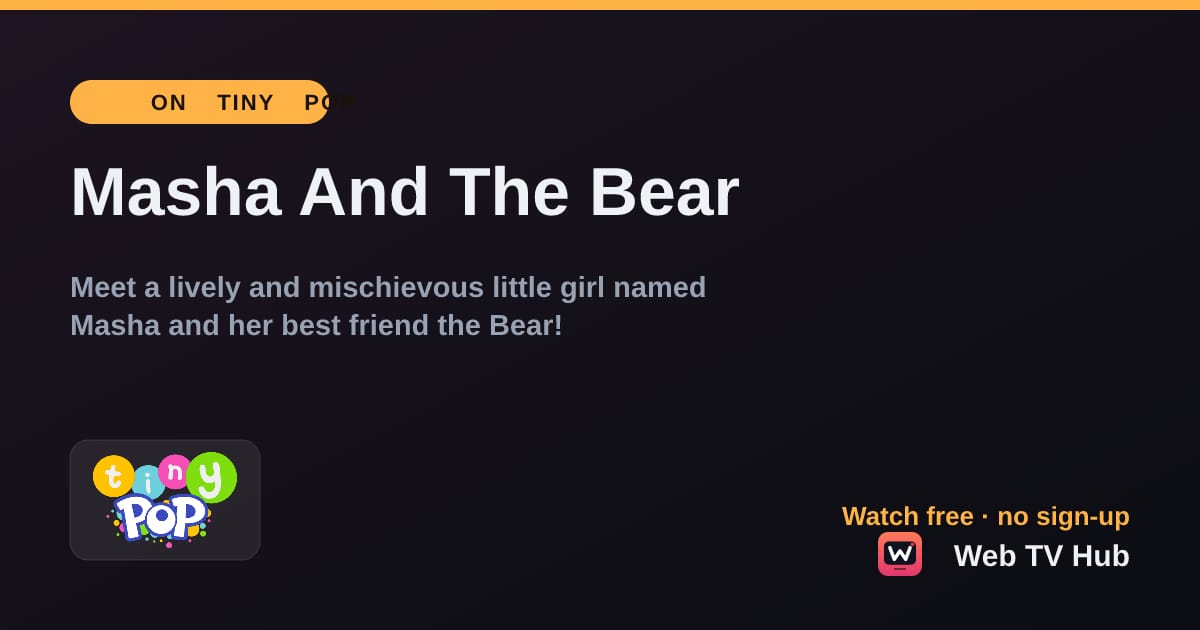 ON TINY POP
Masha And The Bear
Meet a lively and mischievous little girl named
Masha and her best friend the Bear!
tiny
POP
Watch free · no sign-up
W
Web TV Hub